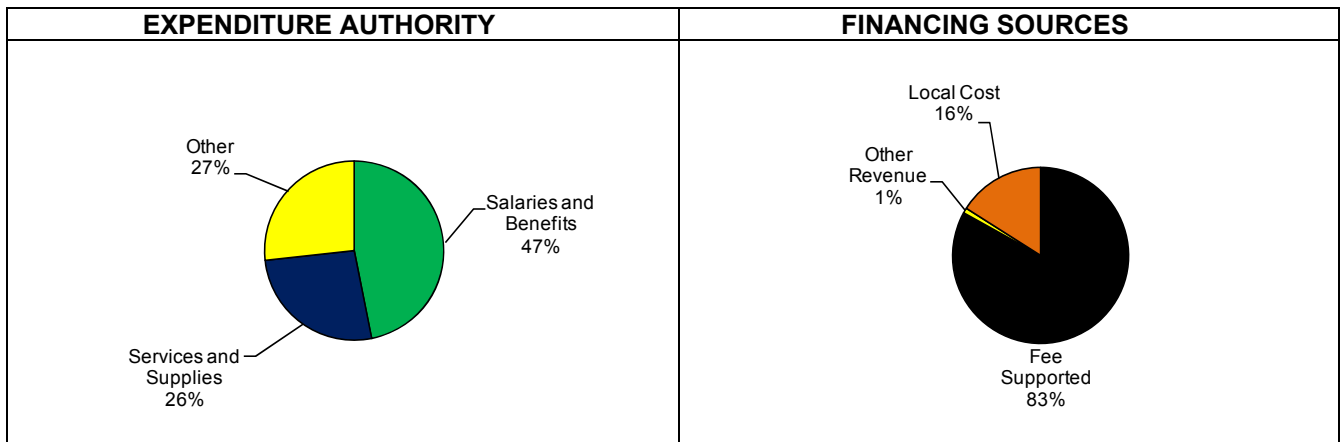 EXPENDITURE AUTHORITY
Other
27%
Salaries and
Benefits
47%
Services and
Supplies
26%
FINANCING SOURCES
Local Cost
16%
Other
Revenue
1%
Fee
Supported
83%